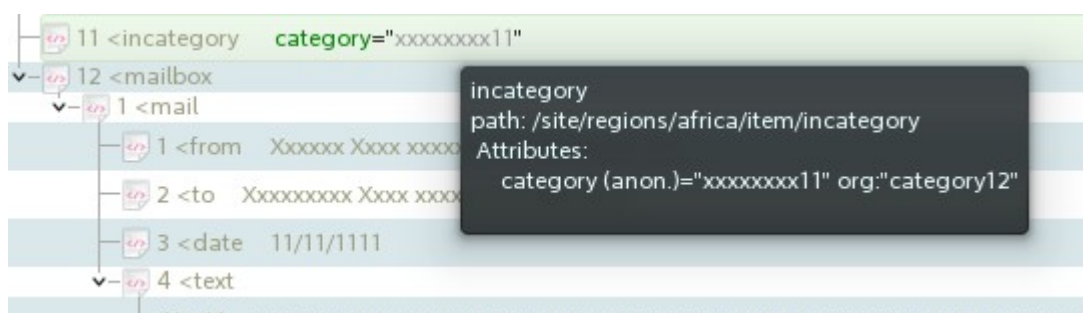 11 <incategory category="xxxxxxxx11"
12 <mailbox
1 <mail
1 <from Xxxxxx Xxxx xxxxx
2 <to Xxxxxxxxx Xxxx xxxx
3 <date 11/11/1111
4 <text
incategory
path: /site/regions/africa/item/incategory
Attributes:
category (anon.)="xxxxxxxx11" org:"category12"